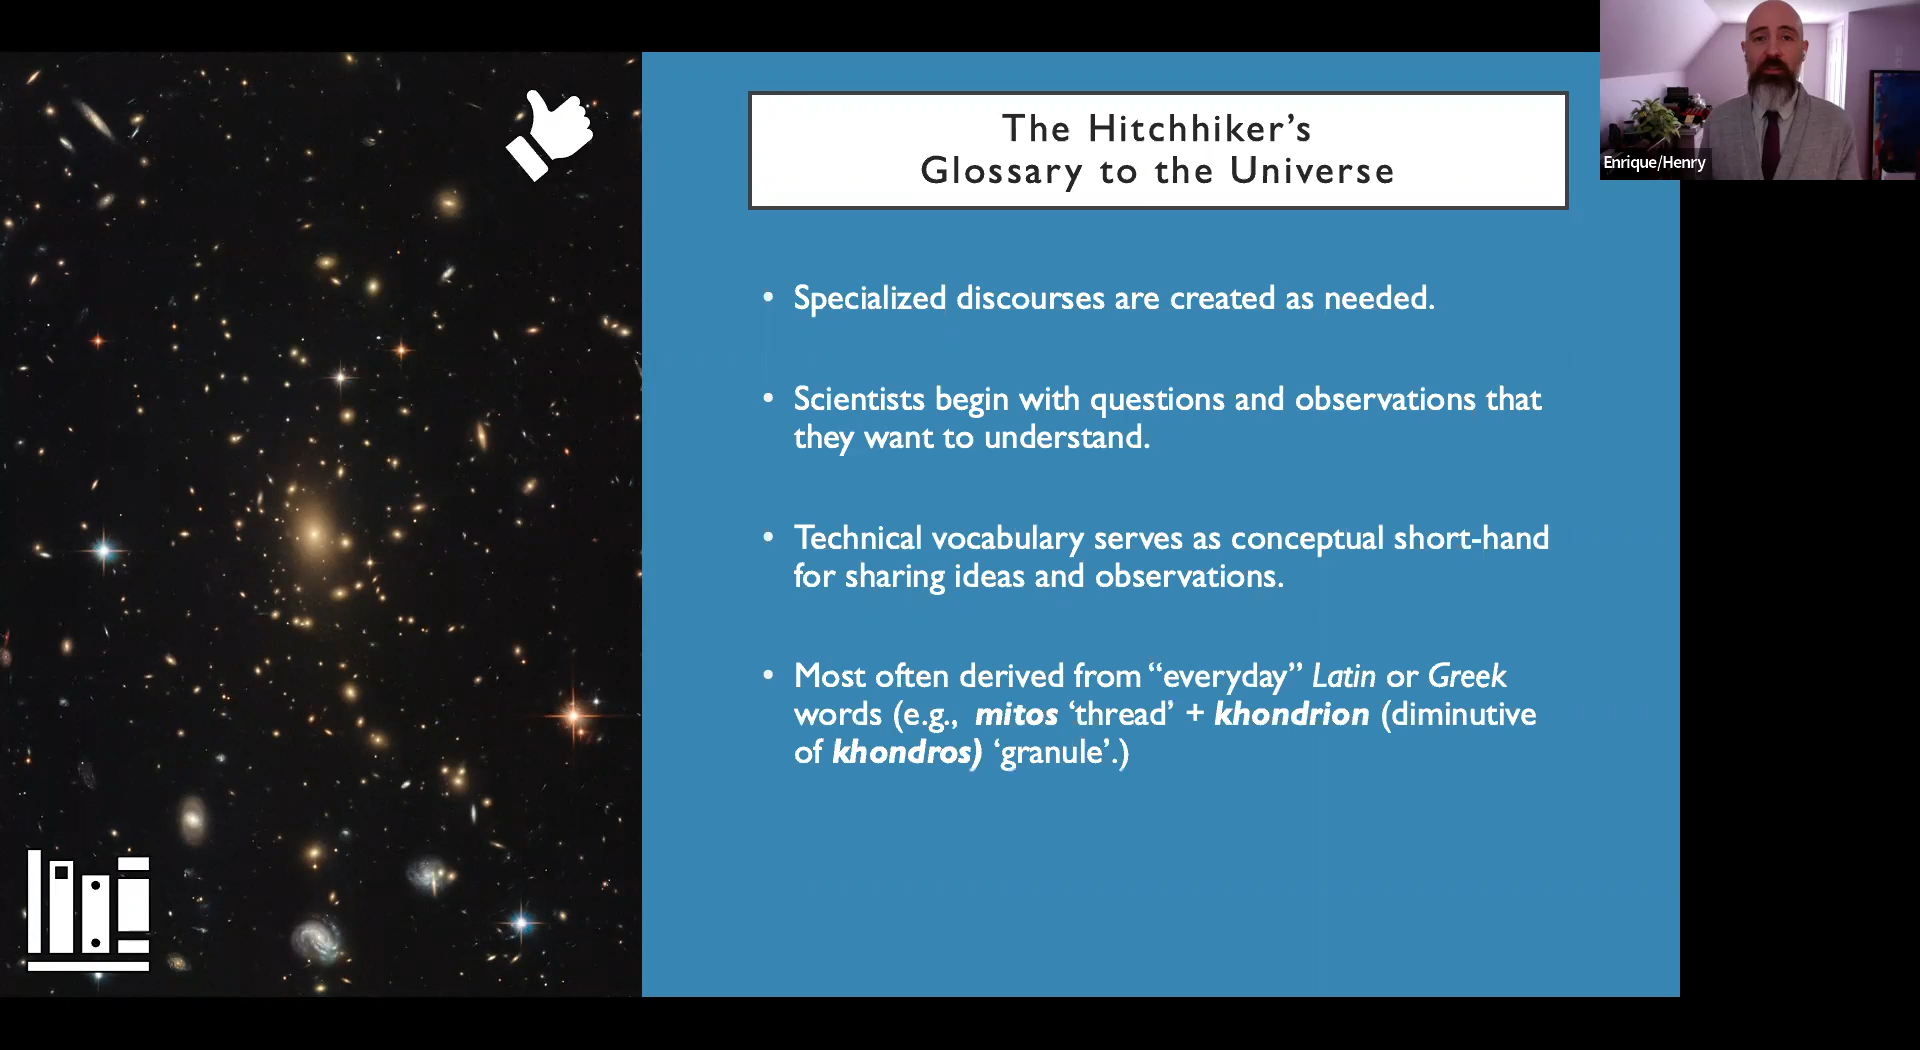 The Hitchhiker’s
Glossary to the Universe
Enrique/Henry
• Specialized discourses are created as needed.
• Scientists begin with questions and observations that
they want to understand.
• Technical vocabulary serves as conceptual short-hand
for sharing ideas and observations.
• Most often derived from “everyday” Latin or Greek
words (e.g., mitos ‘thread’ + khondrion (diminutive
of khondros) ‘granule’.)